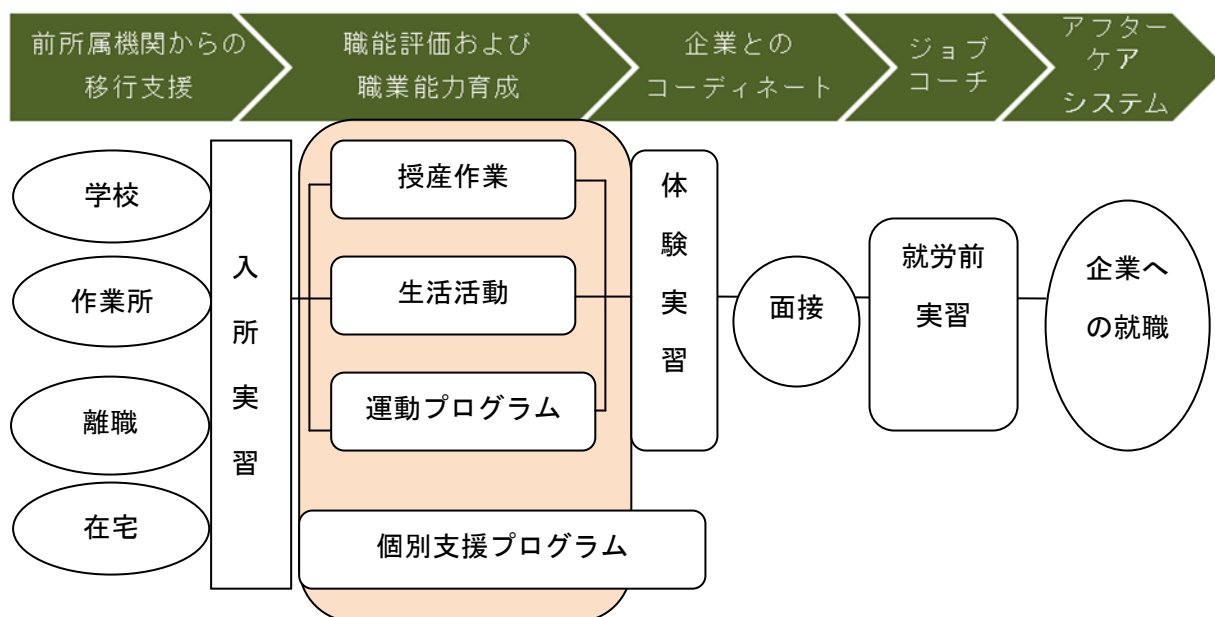 前所属機関からの
移行支援
職能評価および
職業能力育成
企業との
コーディネート
ジョブ
コーチ
アフター
ケア
システム
学校
作業所
離職
在宅
入所実習
授産作業
生活活動
運動プログラム
個別支援プログラム
体験実習
面接
就労前
実習
企業へ
の就職